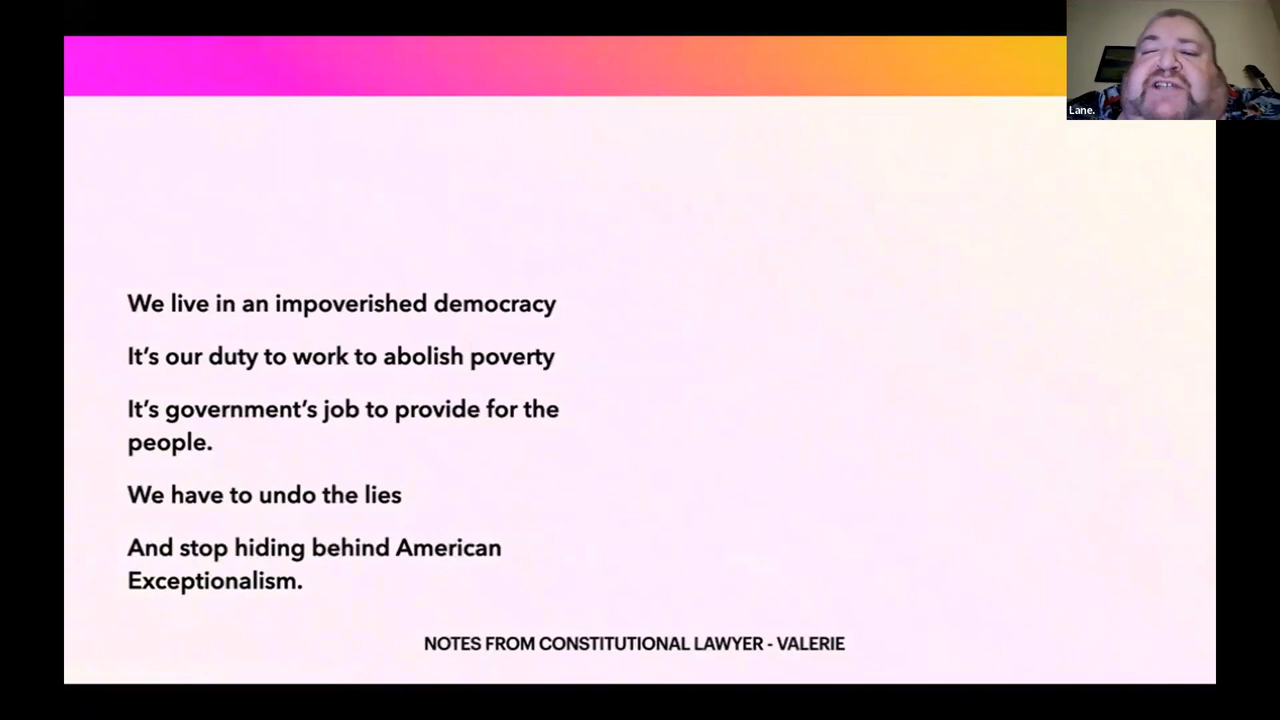 Lane.
We live in an impoverished democracy
It’s our duty to work to abolish poverty
It’s government’s job to provide for the
people.
We have to undo the lies
And stop hiding behind American
Exceptionalism.
NOTES FROM CONSTITUTIONAL LAWYER - VALERIE